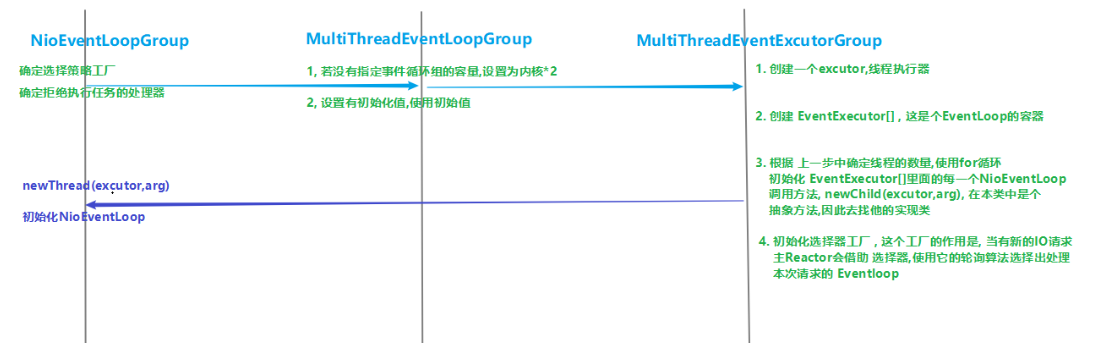 NioEventLoopGroup
确定选择策略工厂
确定拒绝执行任务的处理器
newThread(excutor,arg)
初始化NioEventLoop
MultiThreadEventLoopGroup
1, 若没有指定事件循环组的容量,设置为内核*2
2, 设置有初始化值,使用初始值
MultiThreadEventExcutorGroup
1. 创建一个excutor,线程执行器
2. 创建 EventExecutor[] , 这是个EventLoop的容器
3. 根据 上一步中确定线程的数量,使用for循环
初始化 EventExecutor[]里面的每一个NioEventLoop
调用方法, newChild(excutor,arg), 在本类中是个
抽象方法,因此去找他的实现类
4. 初始化选择器工厂 , 这个工厂的作用是, 当有新的IO请求
主Reactor会借助 选择器,使用它的轮询算法选择出处理
本次请求的 Eventloop